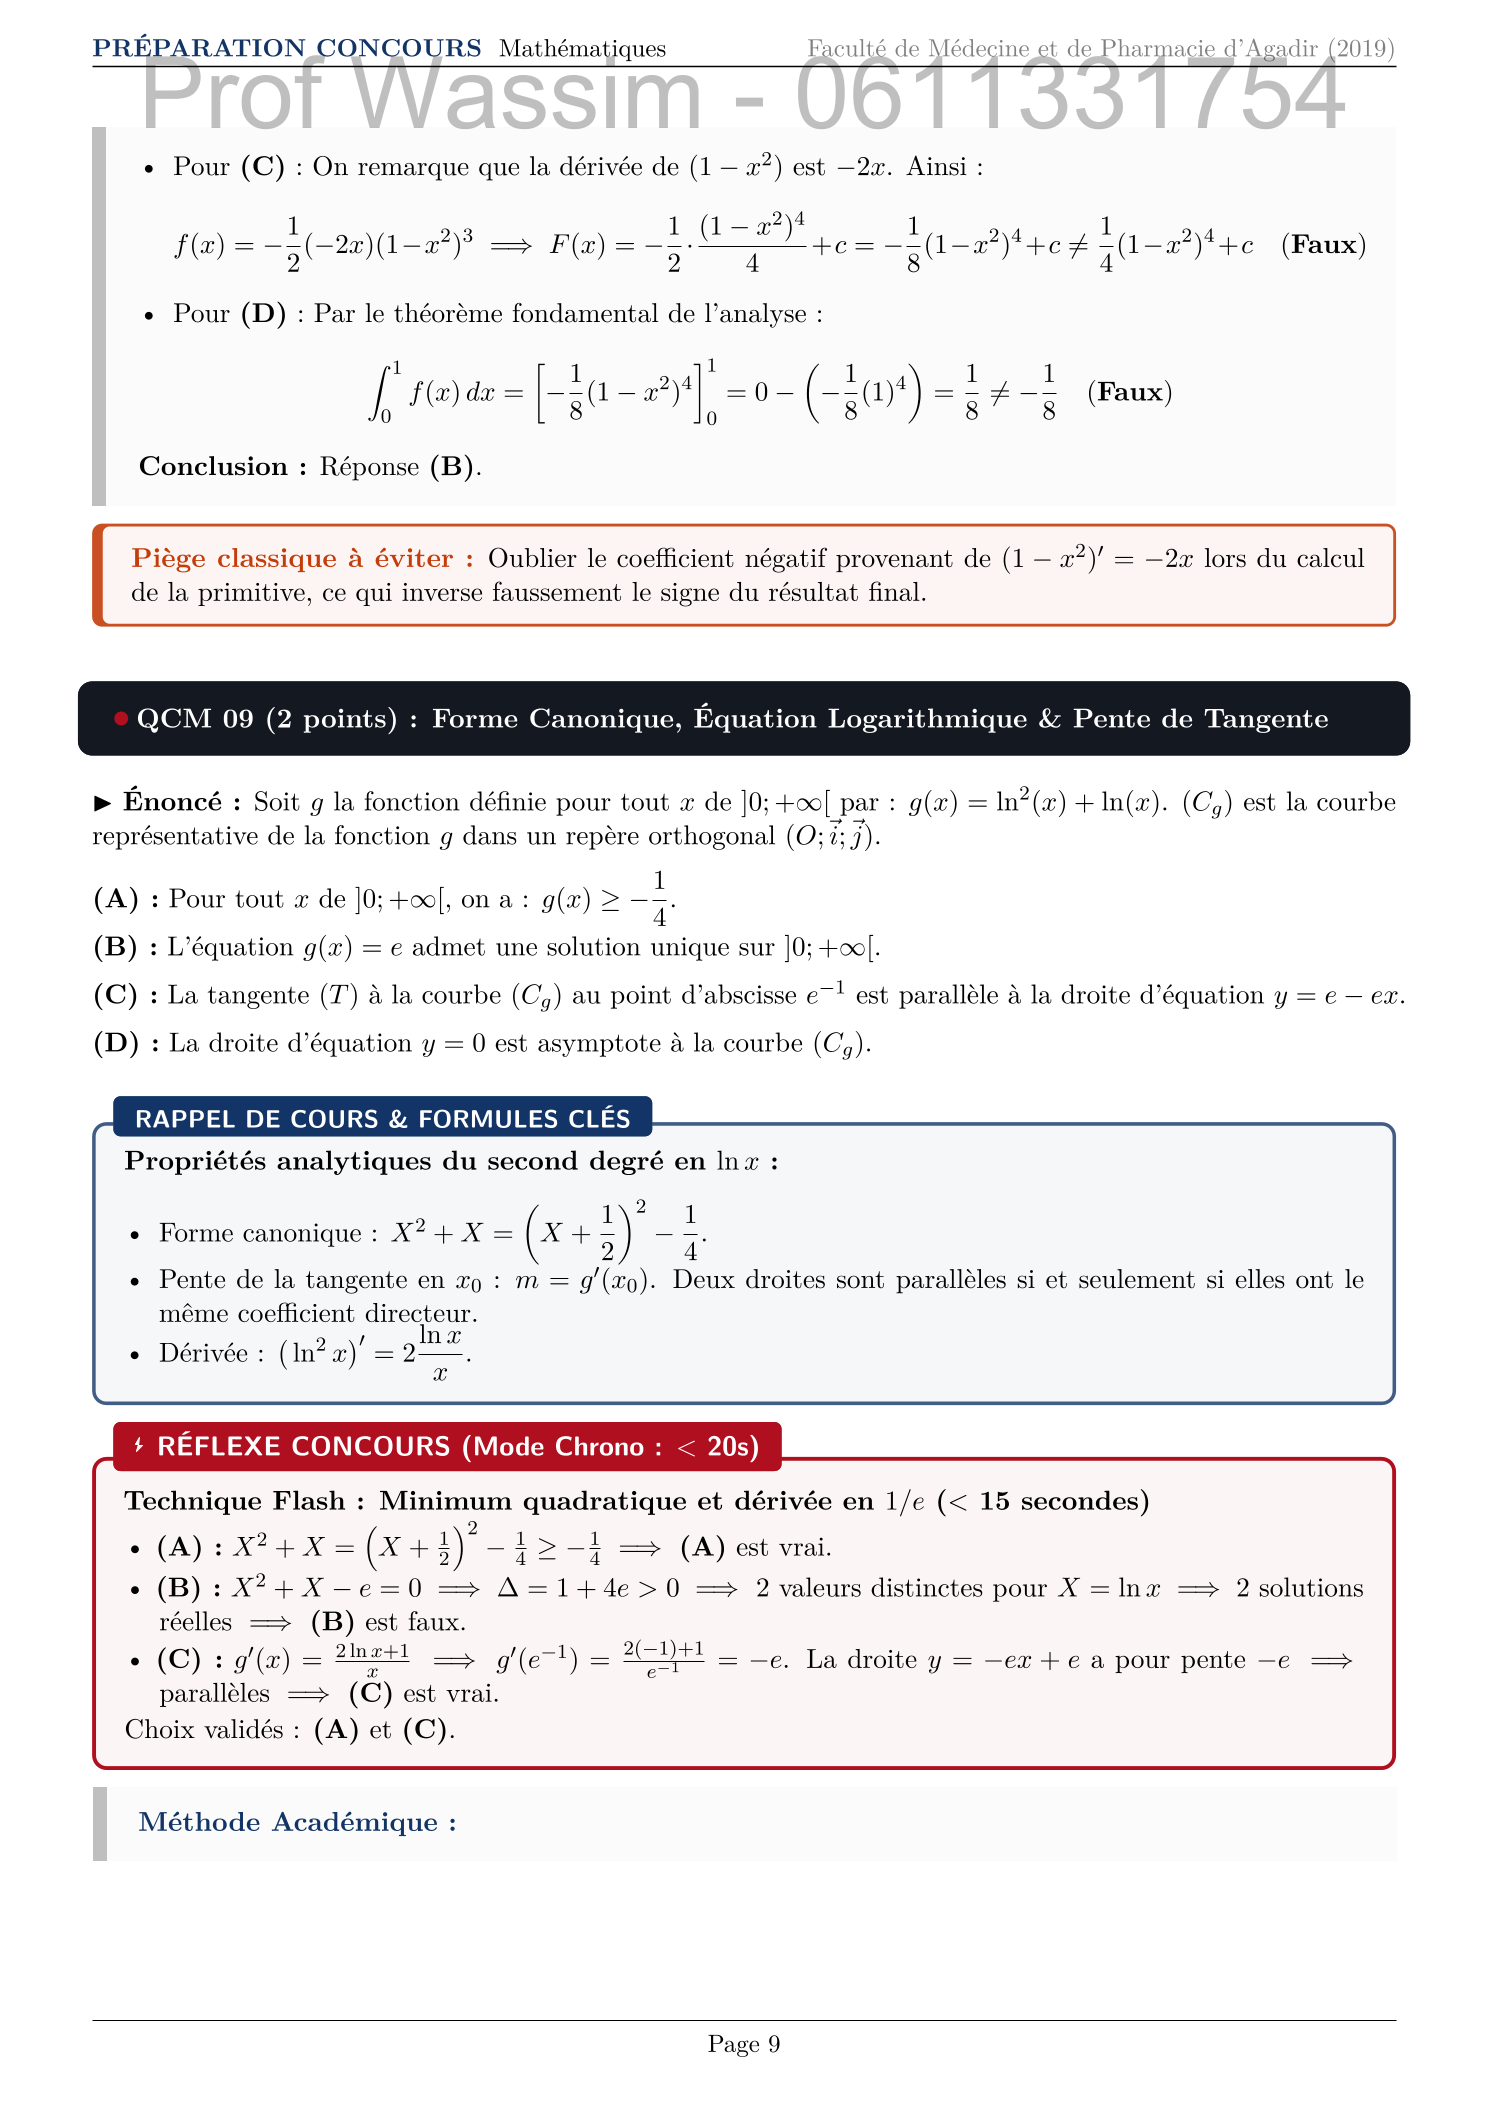 PRÉPARATION CONCOURS Mathématiques Faculté de Médecine et de Pharmacie d'Agadir (2019)
Prof Wassim - 0611331754
• Pour (C) : On remarque que la dérivée de (1 − x²) est −2x. Ainsi :
f(x) = −1/2(−2x)(1−x²)³ ⟹ F(x) = −1/2 · (1 − x²)⁴/4 + c = −1/8(1−x²)⁴+c ≠ 1/4(1−x²)⁴+c (Faux)
• Pour (D) : Par le théorème fondamental de l'analyse :
∫₀¹ f(x) dx = [−1/8(1 − x²)⁴]₀¹ = 0 − (−1/8(1)⁴) = 1/8 ≠ −1/8 (Faux)
Conclusion : Réponse (B).
Piège classique à éviter : Oublier le coefficient négatif provenant de (1 − x²)′ = −2x lors du calcul
de la primitive, ce qui inverse faussement le signe du résultat final.
● QCM 09 (2 points) : Forme Canonique, Équation Logarithmique & Pente de Tangente
▶ Énoncé : Soit g la fonction définie pour tout x de ]0; +∞[ par : g(x) = ln²(x) + ln(x). (C_g) est la courbe
représentative de la fonction g dans un repère orthogonal (O; i⃗; j⃗).
(A) : Pour tout x de ]0; +∞[, on a : g(x) ≥ −1/4.
(B) : L'équation g(x) = e admet une solution unique sur ]0; +∞[.
(C) : La tangente (T) à la courbe (C_g) au point d'abscisse e⁻¹ est parallèle à la droite d'équation y = e − ex.
(D) : La droite d'équation y = 0 est asymptote à la courbe (C_g).
RAPPEL DE COURS & FORMULES CLÉS
Propriétés analytiques du second degré en ln x :
• Forme canonique : X² + X = (X + 1/2)² − 1/4.
• Pente de la tangente en x₀ : m = g′(x₀). Deux droites sont parallèles si et seulement si elles ont le
même coefficient directeur.
• Dérivée : (ln² x)′ = 2 ln x/x.
⚡ RÉFLEXE CONCOURS (Mode Chrono : < 20s)
Technique Flash : Minimum quadratique et dérivée en 1/e (< 15 secondes)
• (A) : X² + X = (X + 1/2)² − 1/4 ≥ −1/4 ⟹ (A) est vrai.
• (B) : X² + X − e = 0 ⟹ Δ = 1 + 4e > 0 ⟹ 2 valeurs distinctes pour X = ln x ⟹ 2 solutions
réelles ⟹ (B) est faux.
• (C) : g′(x) = (2 ln x+1)/x ⟹ g′(e⁻¹) = (2(−1)+1)/e⁻¹ = −e. La droite y = −ex + e a pour pente −e ⟹
parallèles ⟹ (C) est vrai.
Choix validés : (A) et (C).
Méthode Académique :
Page 9